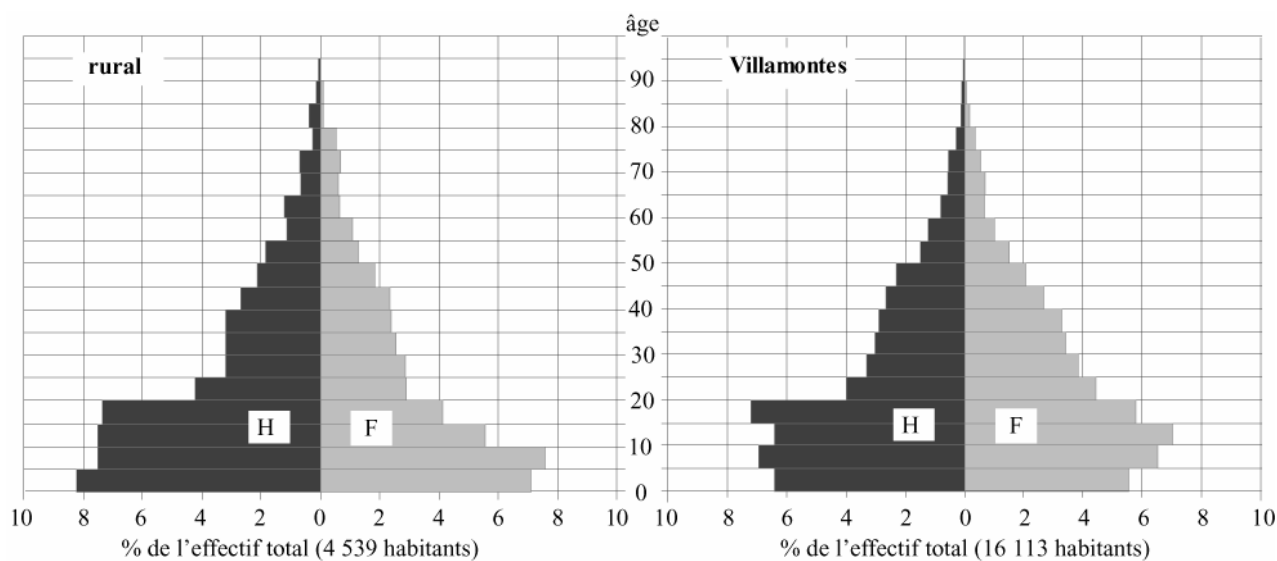 âge
rural
Villamontes
90
80
70
60
50
40
30
20
10
0
H
F
H
F
10 8 6 4 2 0 2 4 6 8 10
10 8 6 4 2 0 2 4 6 8 10
% de l'effectif total (4 539 habitants)
% de l'effectif total (16 113 habitants)